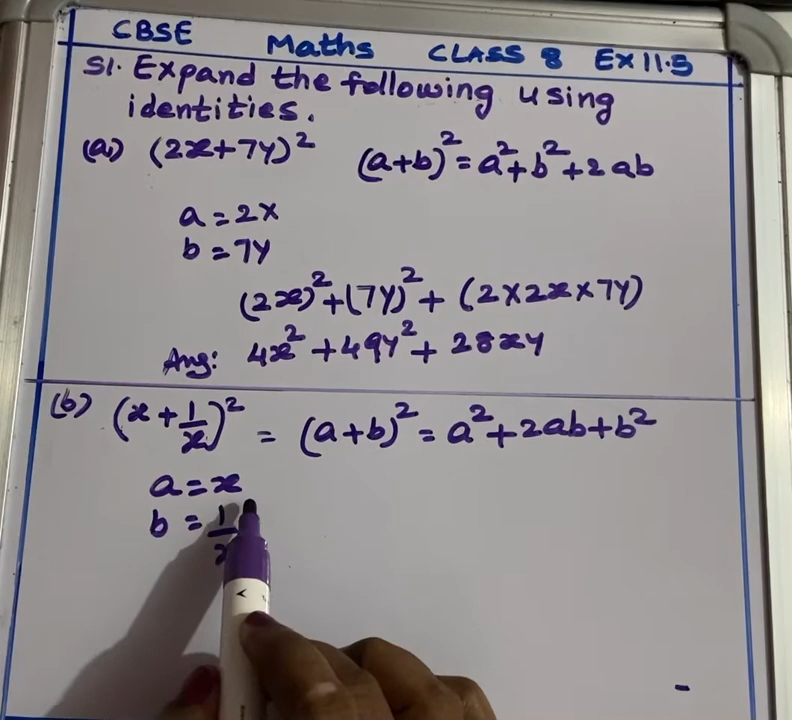 CBSE Maths CLASS 8 EX 11.5
S1. Expand the following using
identities.
(a) (2x+7y)² (a+b)² = a²+b²+2ab
a = 2x
b = 7y
(2x)²+(7y)²+ (2×2x×7y)
Ans: 4x²+49y²+ 28xy
(b) (x+1/x)² = (a+b)² = a²+2ab+b²
a = x
b = 1/x